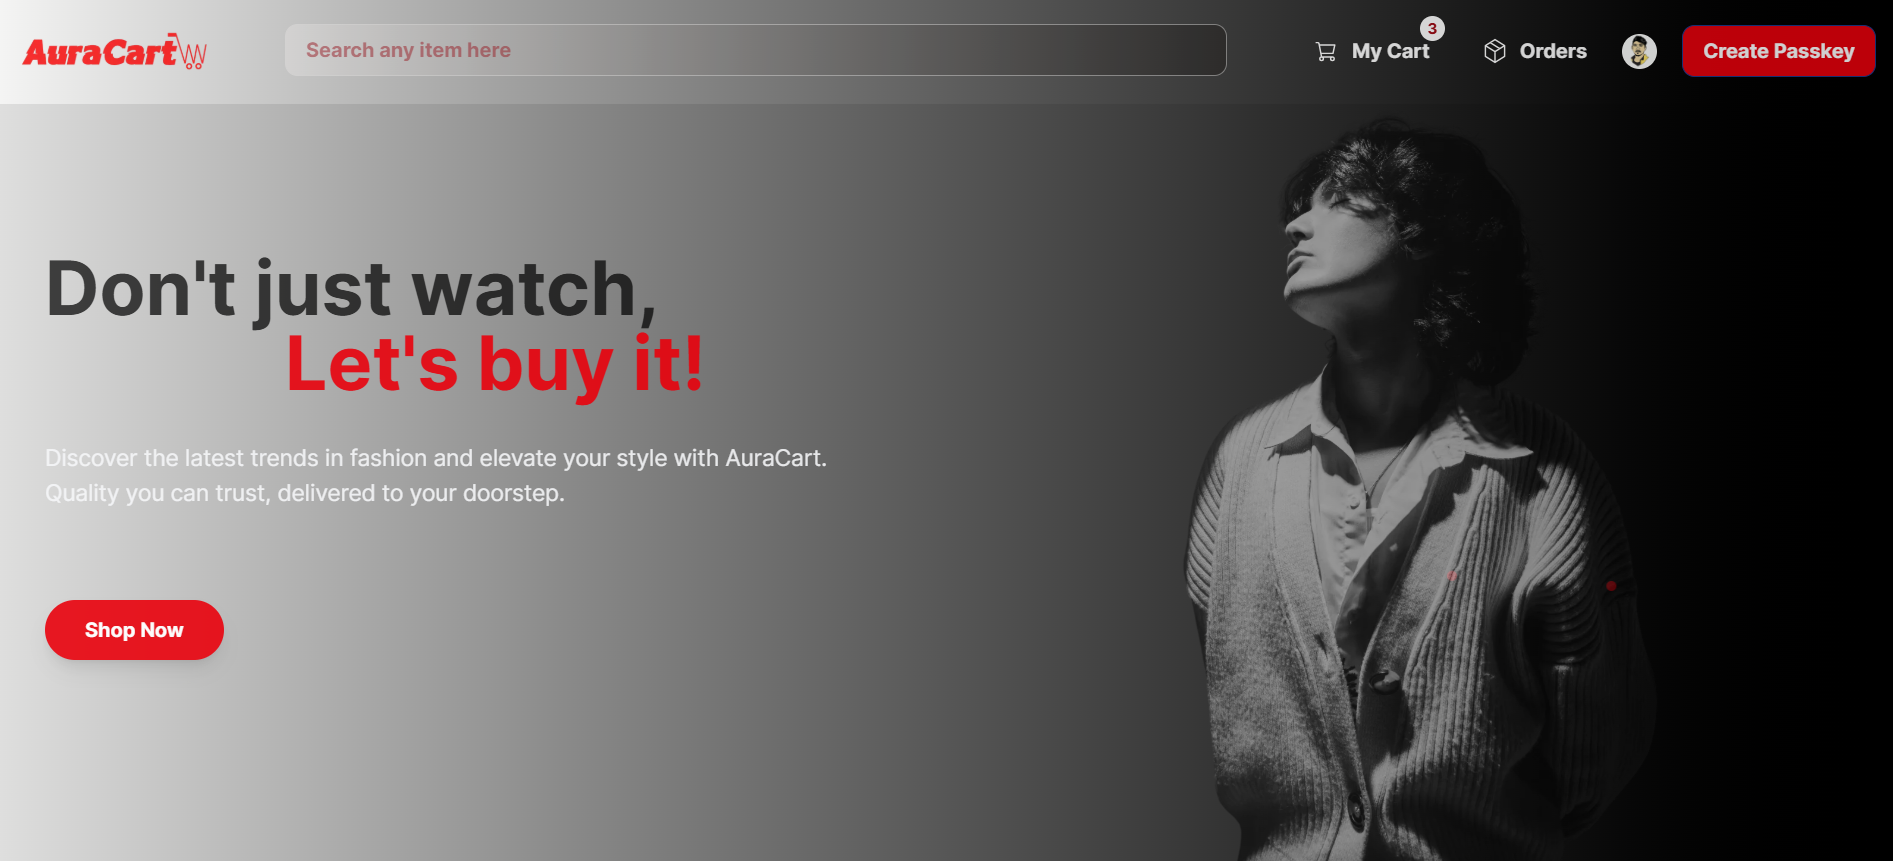 AuraCart
Search any item here
My Cart
3
Orders
Create Passkey
Don't just watch,
Let's buy it!
Discover the latest trends in fashion and elevate your style with AuraCart.
Quality you can trust, delivered to your doorstep.
Shop Now